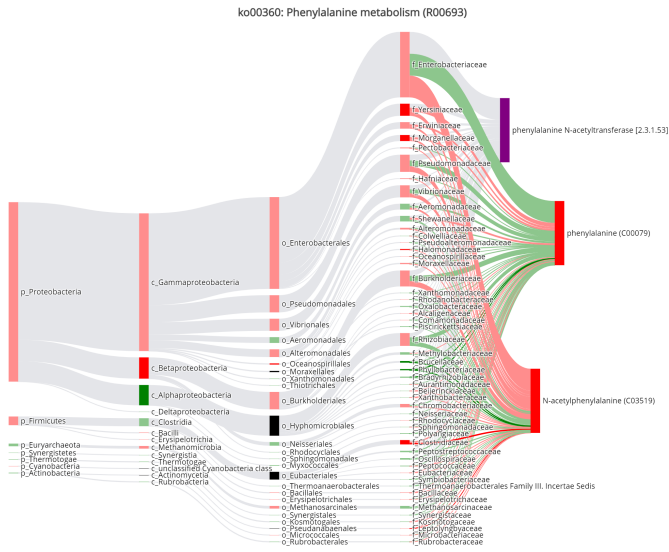 ko00360: Phenylalanine metabolism (R00693)
p_Proteobacteria
p_Firmicutes
p_Euryarchaeota
p_Synergistetes
p_Thermotogae
p_Cyanobacteria
p_Actinobacteria
c_Gammaproteobacteria
c_Betaproteobacteria
c_Alphaproteobacteria
c_Deltaproteobacteria
c_Clostridia
c_Bacilli
c_Erysipelotrichia
c_Methanomicrobia
c_Synergistia
c_Thermotogae
c_unclassified Cyanobacteria class
c_Actinomycetia
c_Rubrobacteria
o_Enterobacterales
o_Pseudomonadales
o_Vibrionales
o_Aeromonadales
o_Alteromonadales
o_Oceanospirillales
o_Moraxellales
o_Xanthomonadales
o_Thiotrichales
o_Burkholderiales
o_Hyphomicrobiales
o_Neisseriales
o_Rhodocyclales
o_Sphingomonadales
o_Myxococcales
o_Eubacteriales
o_Thermoanaerobacterales
o_Bacillales
o_Erysipelotrichales
o_Methanosarcinales
o_Synergistales
o_Kosmotogales
o_Pseudanabaenales
o_Micrococcales
o_Rubrobacterales
f_Enterobacteriaceae
f_Yersiniaceae
f_Erwiniaceae
f_Morganellaceae
f_Pectobacteriaceae
f_Pseudomonadaceae
f_Hafniaceae
f_Vibrionaceae
f_Aeromonadaceae
f_Shewanellaceae
f_Alteromonadaceae
f_Colwelliaceae
f_Pseudoalteromonadaceae
f_Halomonadaceae
f_Oceanospirillaceae
f_Moraxellaceae
f_Burkholderiaceae
f_Xanthomonadaceae
f_Rhodanobacteraceae
f_Oxalobacteraceae
f_Alcaligenaceae
f_Comamonadaceae
f_Piscirickettsiaceae
f_Rhizobiaceae
f_Methylobacteriaceae
f_Brucellaceae
f_Phyllobacteriaceae
f_Bradyrhizobiaceae
f_Aurantimonadaceae
f_Beijerinckiaceae
f_Xanthobacteraceae
f_Chromobacteriaceae
f_Neisseriaceae
f_Rhodocyclaceae
f_Sphingomonadaceae
f_Polyangiaceae
f_Clostridiaceae
f_Peptostreptococcaceae
f_Oscillospiraceae
f_Peptococcaceae
f_Eubacteriaceae
f_Symbiobacteriaceae
f_Thermoanaerobacterales Family III. Incertae Sedis
f_Bacillaceae
f_Erysipelotrichaceae
f_Methanosarcinaceae
f_Synergistaceae
f_Kosmotogaceae
f_Leptolyngbyaceae
f_Microbacteriaceae
f_Rubrobacteraceae
phenylalanine N-acetyltransferase [2.3.1.53]
phenylalanine (C00079)
N-acetylphenylalanine (C03519)